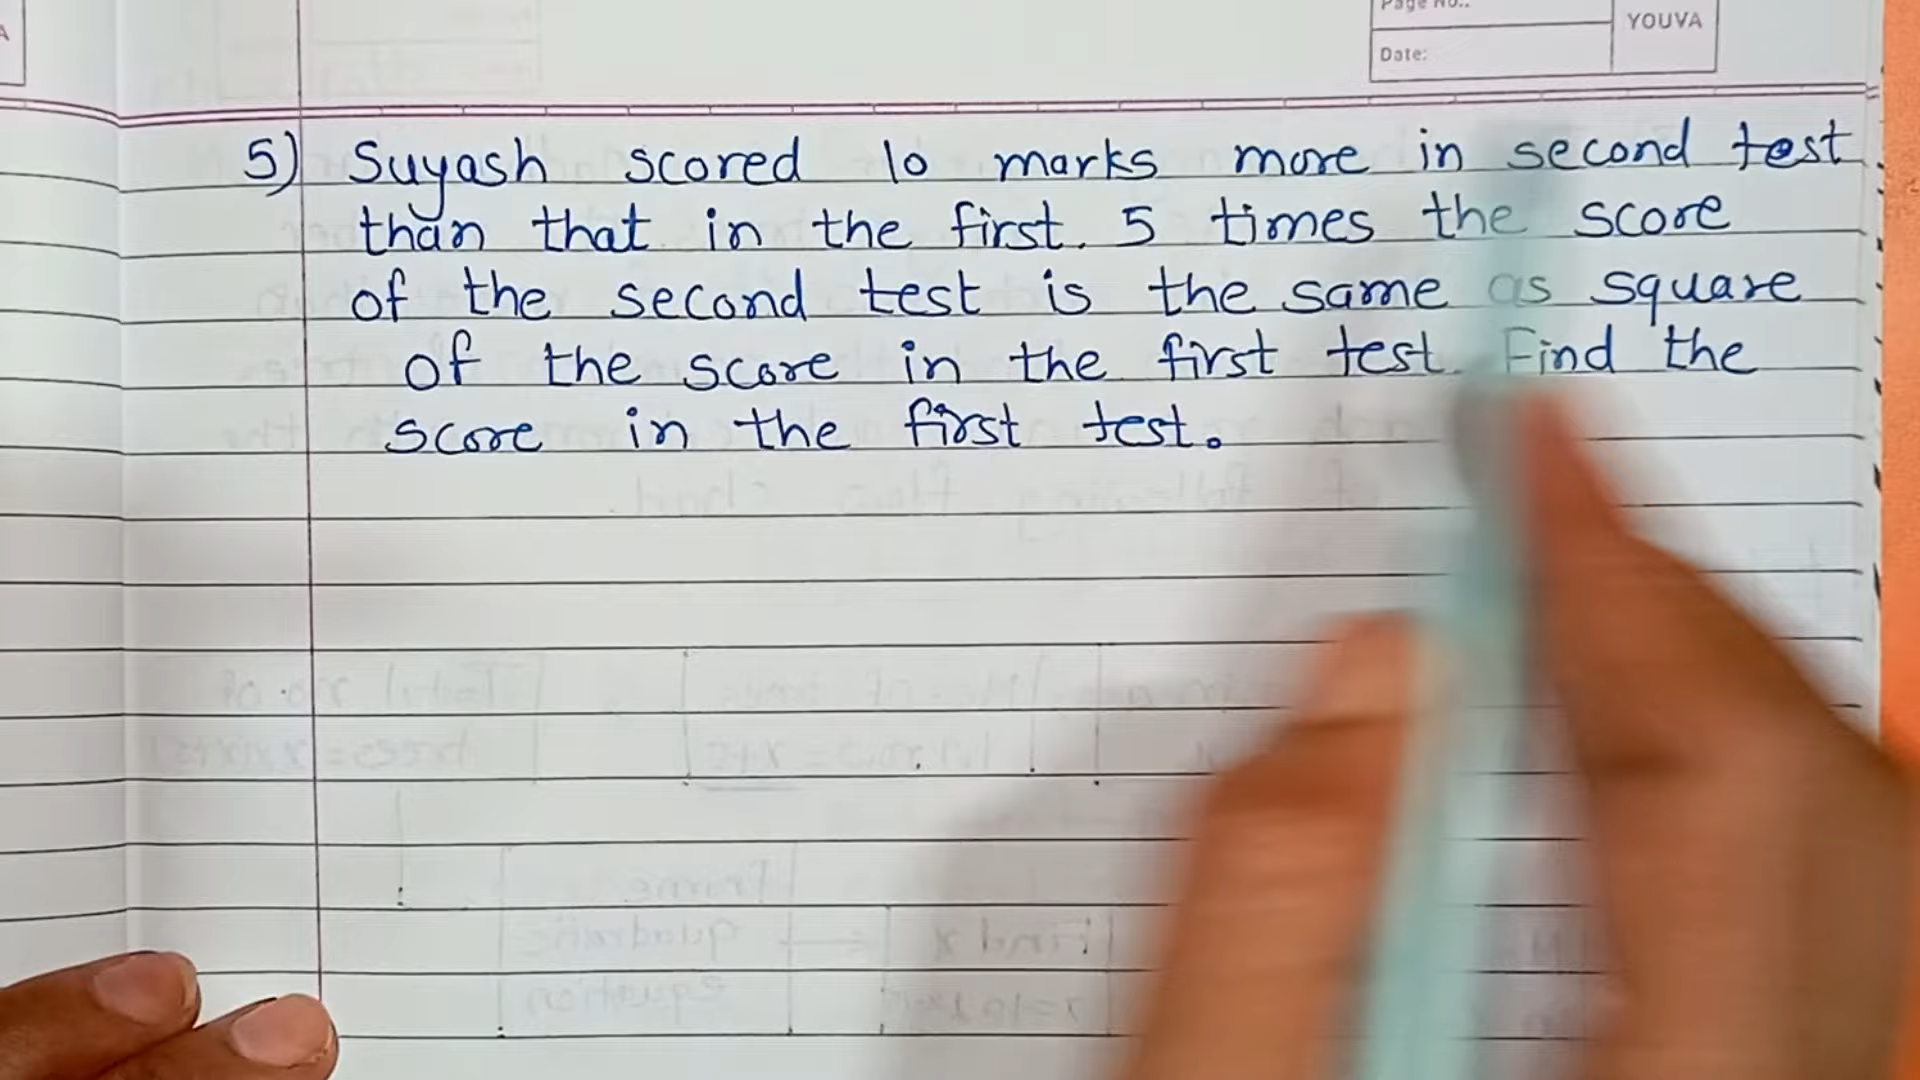 Page No.:
YOUVA
Date:
5) Suyash scored 10 marks more in second test
than that in the first. 5 times the score
of the second test is the same as square
of the score in the first test. Find the
score in the first test.